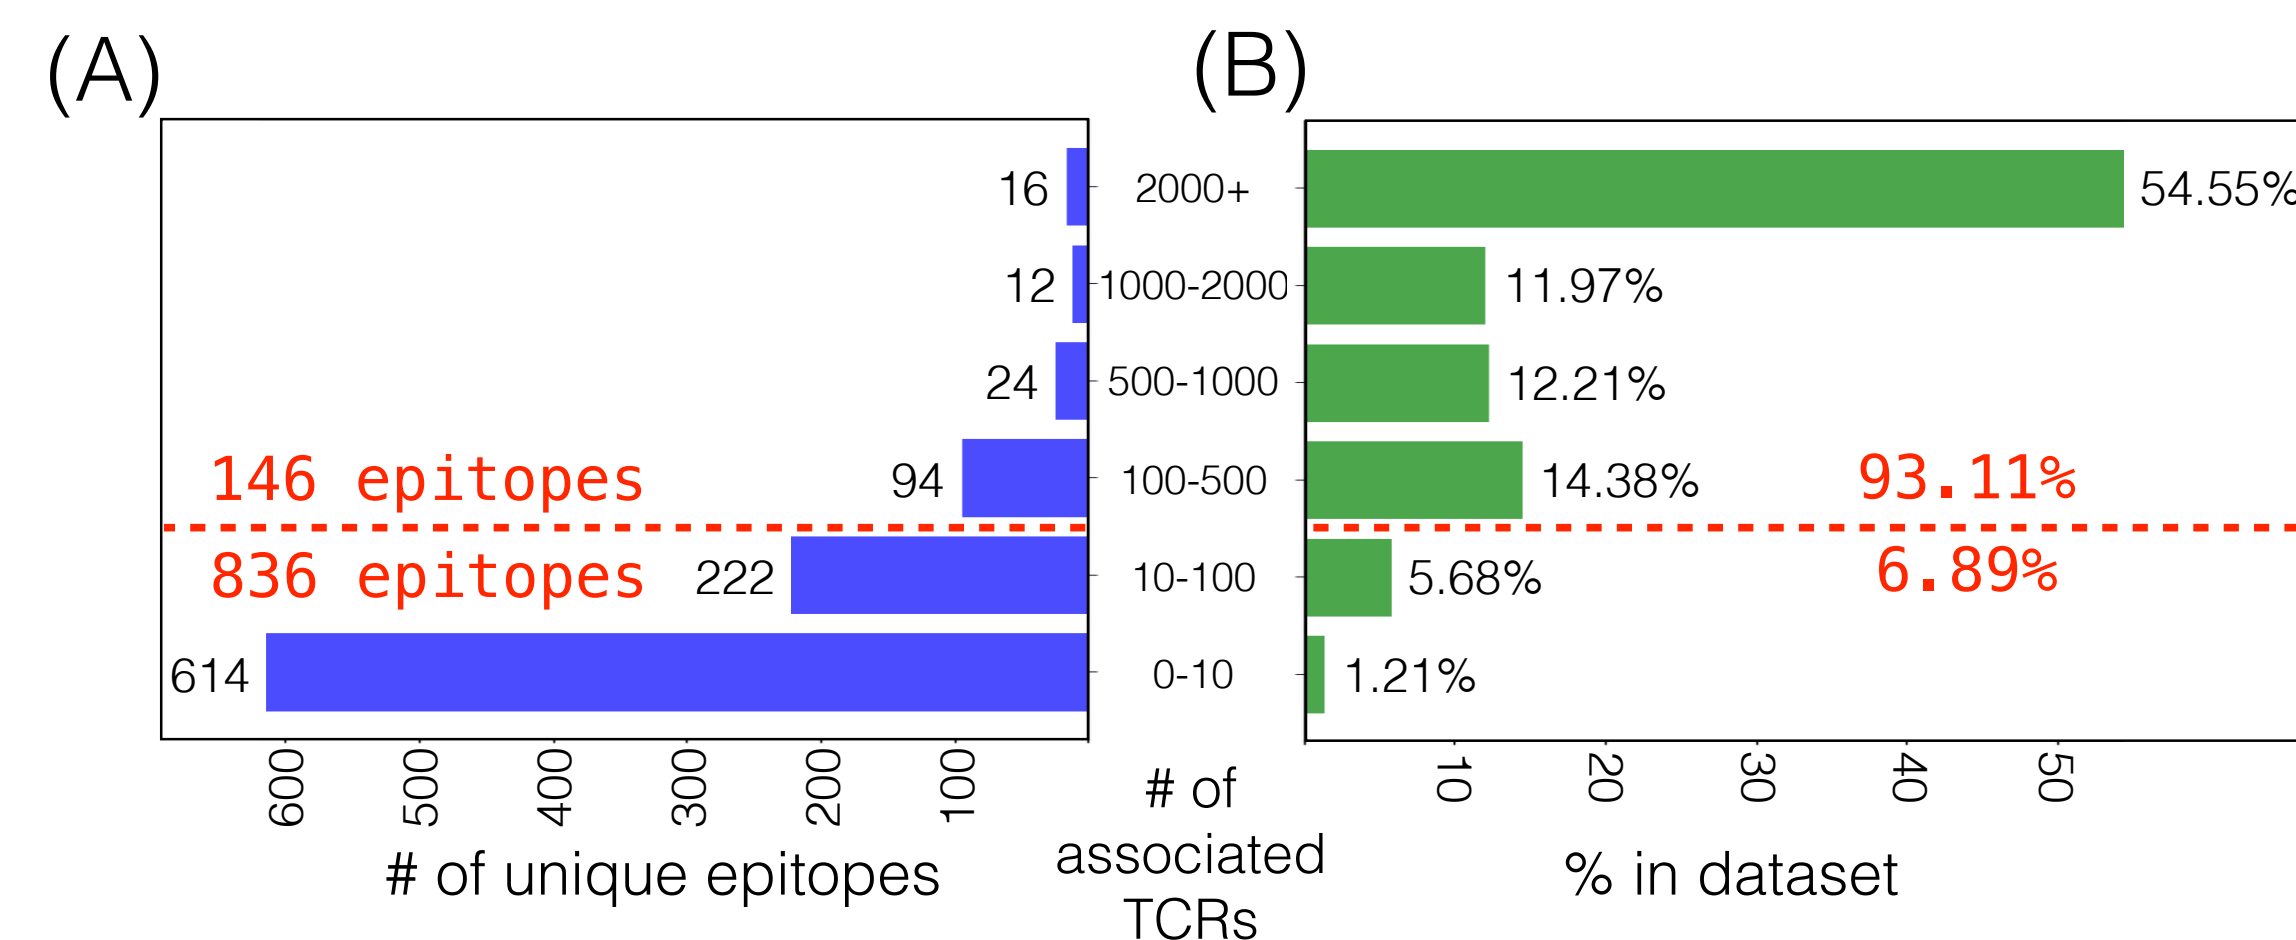 (A)
(B)
16
2000+
54.55%
12
1000-2000
11.97%
24
500-1000
12.21%
146 epitopes
94
100-500
14.38%
93.11%
836 epitopes
222
10-100
5.68%
6.89%
614
0-10
1.21%
600 500 400 300 200 100
10 20 30 40 50
# of unique epitopes
# of
associated
TCRs
% in dataset